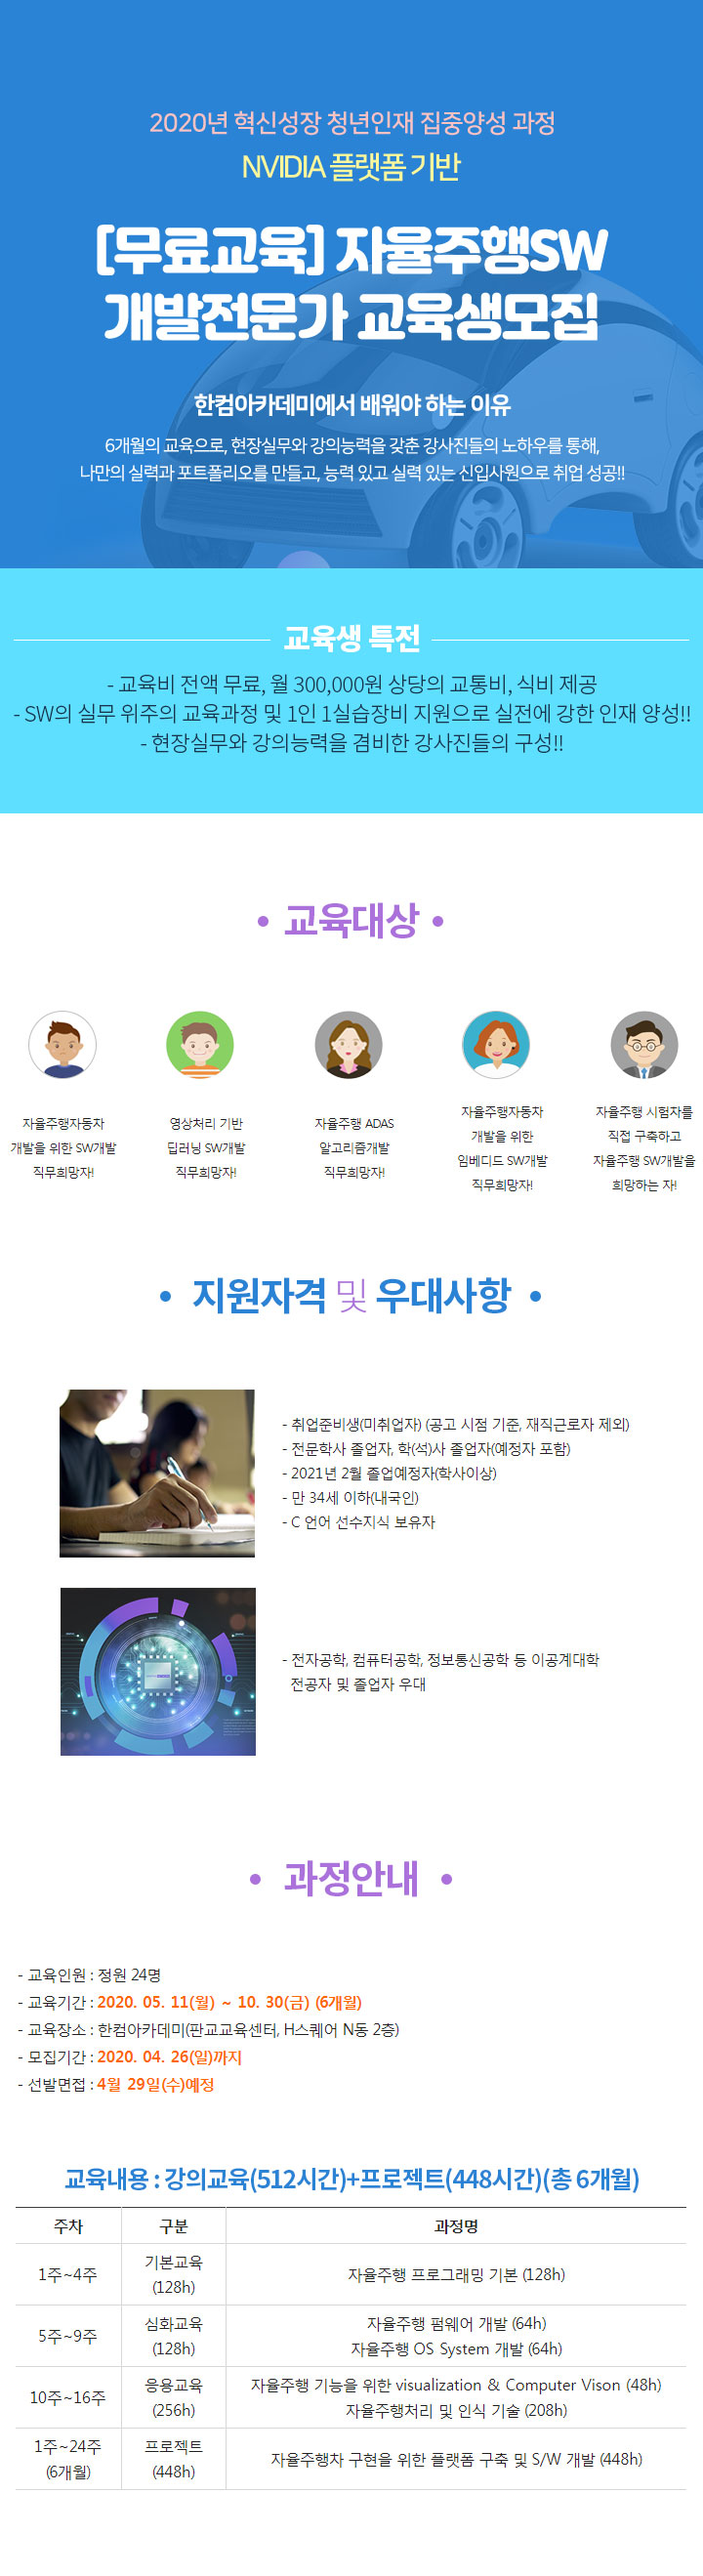 2020년 혁신성장 청년인재 집중양성 과정
NVIDIA 플랫폼 기반
[무료교육] 자율주행SW
개발전문가 교육생모집
한컴아카데미에서 배워야 하는 이유
6개월의 교육으로, 현장실무와 강의능력을 갖춘 강사진들의 노하우를 통해,
나만의 실력과 포트폴리오를 만들고, 능력 있고 실력 있는 신입사원으로 취업 성공!!
교육생 특전
- 교육비 전액 무료, 월 300,000원 상당의 교통비, 식비 제공
- SW의 실무 위주의 교육과정 및 1인 1실습장비 지원으로 실전에 강한 인재 양성!!
- 현장실무와 강의능력을 겸비한 강사진들의 구성!!
• 교육대상 •
자율주행자동차
개발을 위한 SW개발
직무희망자!
영상처리 기반
딥러닝 SW개발
직무희망자!
자율주행 ADAS
알고리즘개발
직무희망자!
자율주행자동차
개발을 위한
임베디드 SW개발
직무희망자!
자율주행 시험자를
직접 구축하고
자율주행 SW개발을
희망하는 자!
• 지원자격 및 우대사항 •
- 취업준비생(미취업자) (공고 시점 기준, 재직근로자 제외)
- 전문학사 졸업자, 학(석)사 졸업자(예정자 포함)
- 2021년 2월 졸업예정자(학사이상)
- 만 34세 이하(내국인)
- C 언어 선수지식 보유자
- 전자공학, 컴퓨터공학, 정보통신공학 등 이공계대학
전공자 및 졸업자 우대
• 과정안내 •
- 교육인원 : 정원 24명
- 교육기간 : 2020. 05. 11(월) ~ 10. 30(금) (6개월)
- 교육장소 : 한컴아카데미(판교교육센터, H스퀘어 N동 2층)
- 모집기간 : 2020. 04. 26(일)까지
- 선발면접 : 4월 29일(수)예정
교육내용 : 강의교육(512시간)+프로젝트(448시간)(총 6개월)
주차 구분 과정명
1주~4주 기본교육 (128h) 자율주행 프로그래밍 기본 (128h)
5주~9주 심화교육 (128h) 자율주행 펌웨어 개발 (64h)
자율주행 OS System 개발 (64h)
10주~16주 응용교육 (256h) 자율주행 기능을 위한 visualization & Computer Vison (48h)
자율주행처리 및 인식 기술 (208h)
1주~24주 (6개월) 프로젝트 (448h) 자율주행차 구현을 위한 플랫폼 구축 및 S/W 개발 (448h)